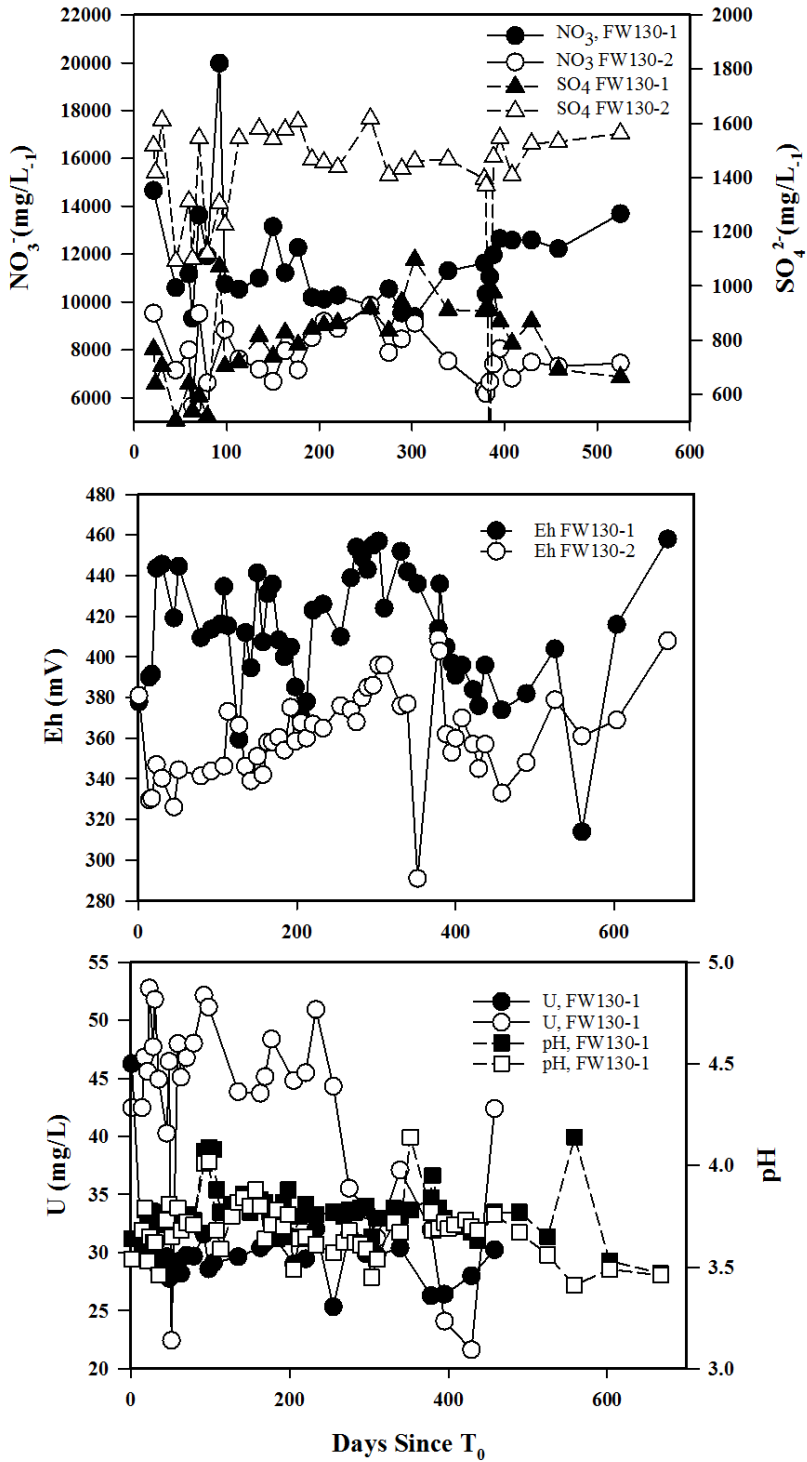 22000
20000
18000
16000
14000
12000
10000
8000
6000
2000
1800
1600
1400
1200
1000
800
600
NO3, FW130-1
NO3 FW130-2
SO4 FW130-1
SO4 FW130-2
NO3-(mg/L-1)
SO42-(mg/L-1)
0 100 200 300 400 500 600
480
460
440
420
400
380
360
340
320
300
280
Eh FW130-1
Eh FW130-2
Eh (mV)
0 200 400 600
55
50
45
40
35
30
25
20
5.0
4.5
4.0
3.5
3.0
U, FW130-1
U, FW130-1
pH, FW130-1
pH, FW130-1
U (mg/L)
pH
0 200 400 600
Days Since T0